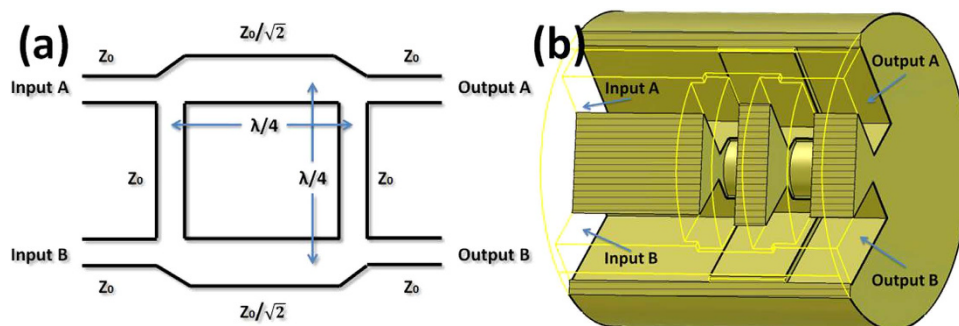 (a)
Z₀/√2
Z₀
Z₀
Input A
Output A
λ/4
Z₀
λ/4
Z₀
Input B
Output B
Z₀
Z₀
Z₀/√2
(b)
Input A
Output A
Input B
Output B